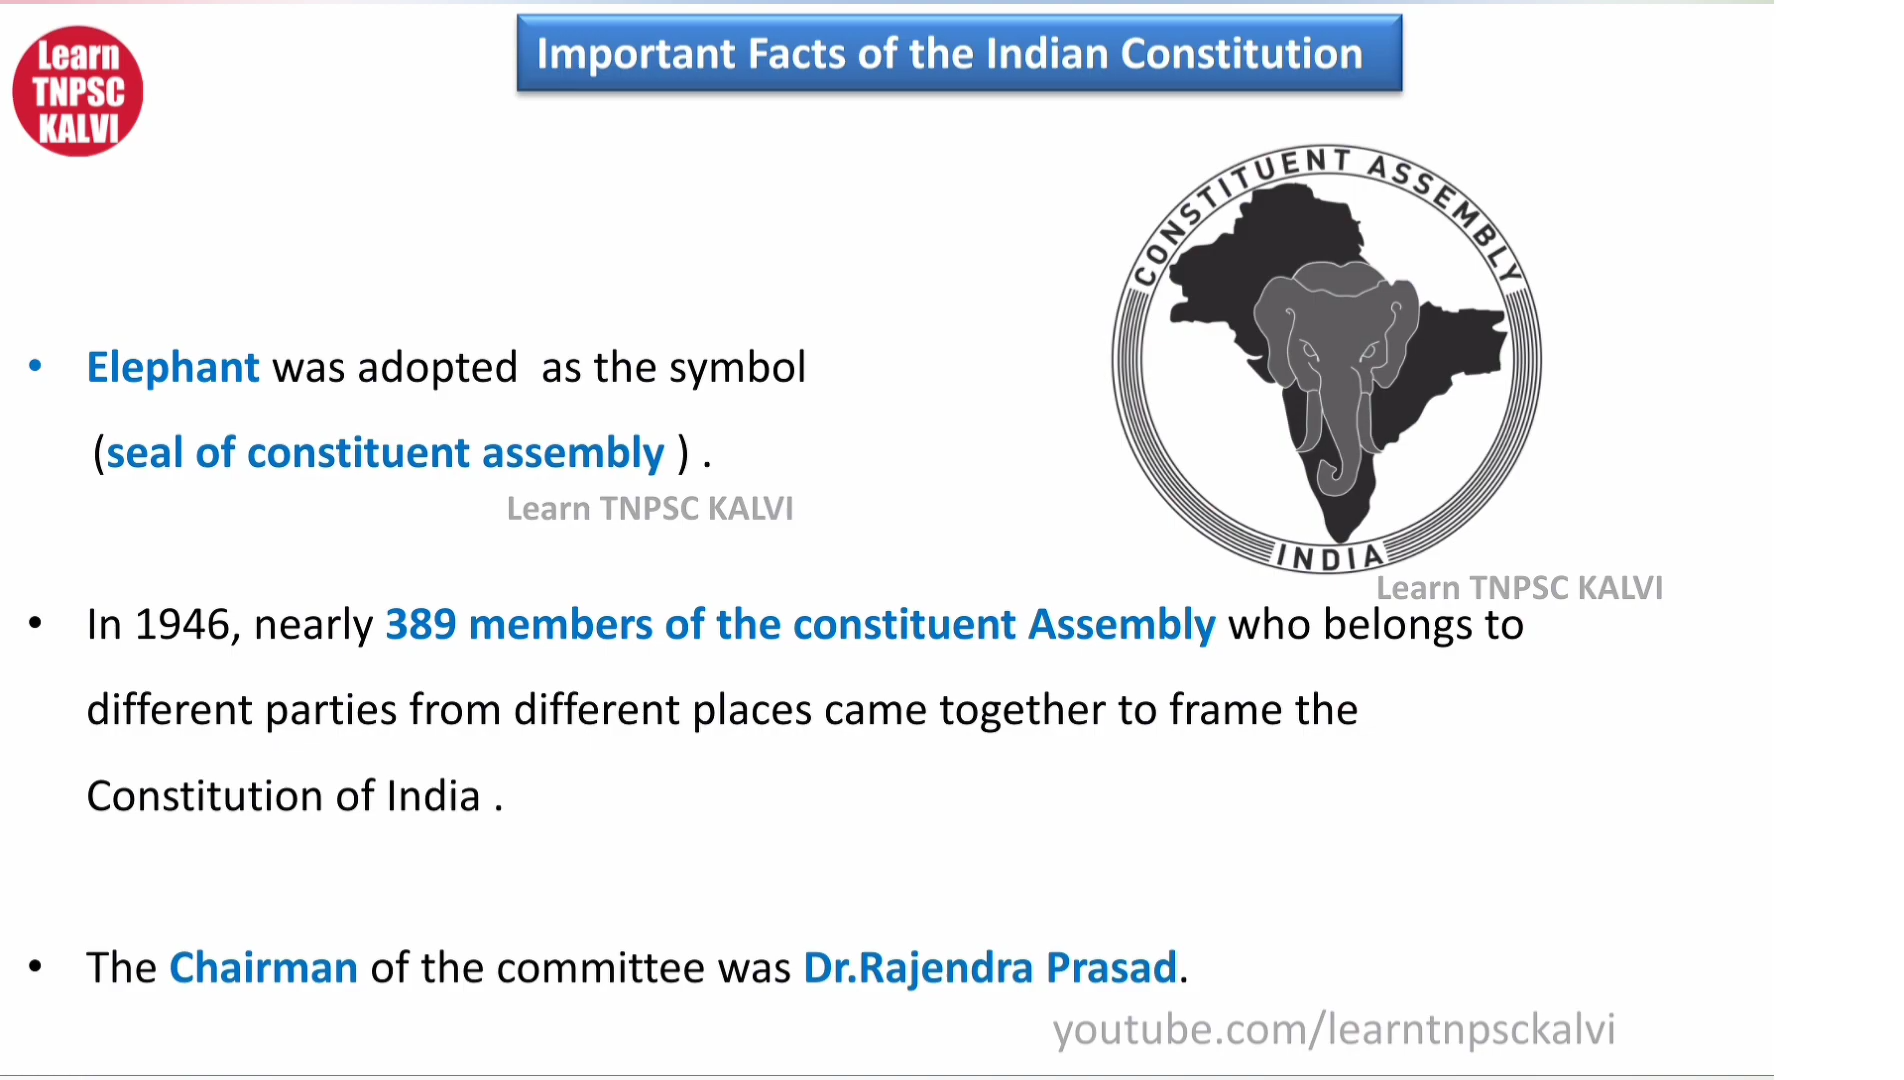 Learn
TNPSC
KALVI
Important Facts of the Indian Constitution
CONSTITUENT ASSEMBLY
INDIA
• Elephant was adopted  as the symbol
(seal of constituent assembly ) .
Learn TNPSC KALVI
Learn TNPSC KALVI
• In 1946, nearly 389 members of the constituent Assembly who belongs to
different parties from different places came together to frame the
Constitution of India .
• The Chairman of the committee was Dr.Rajendra Prasad.
youtube.com/learntnpsckalvi